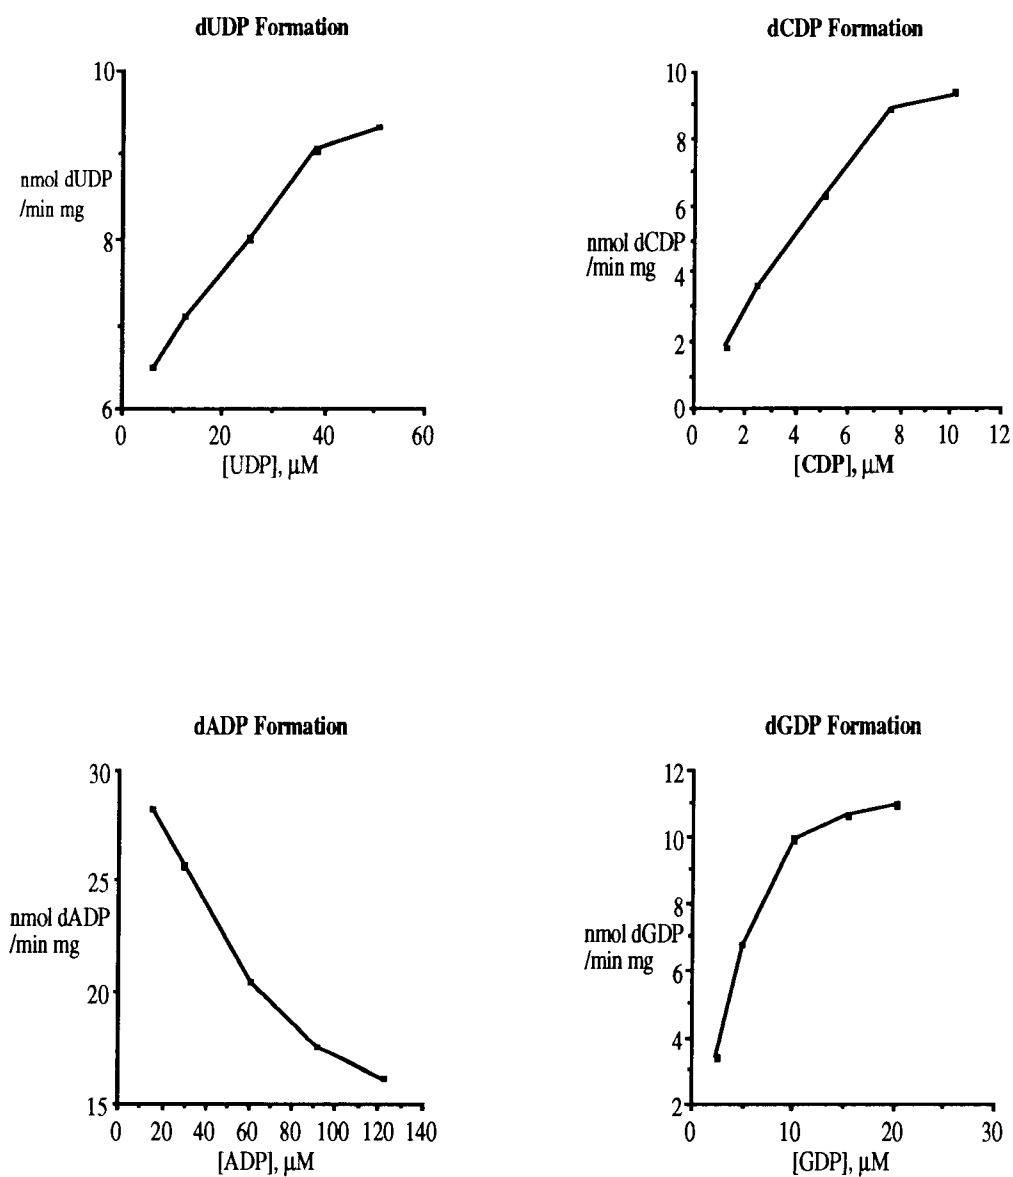 dUDP Formation
10
nmol dUDP
/min mg
8
6
0 20 40 60
[UDP], μM
dCDP Formation
10
8
6
nmol dCDP
/min mg
4
2
0
0 2 4 6 8 10 12
[CDP], μM
dADP Formation
30
25
nmol dADP
/min mg
20
15
0 20 40 60 80 100 120 140
[ADP], μM
dGDP Formation
12
10
8
nmol dGDP
/min mg
6
4
2
0 10 20 30
[GDP], μM